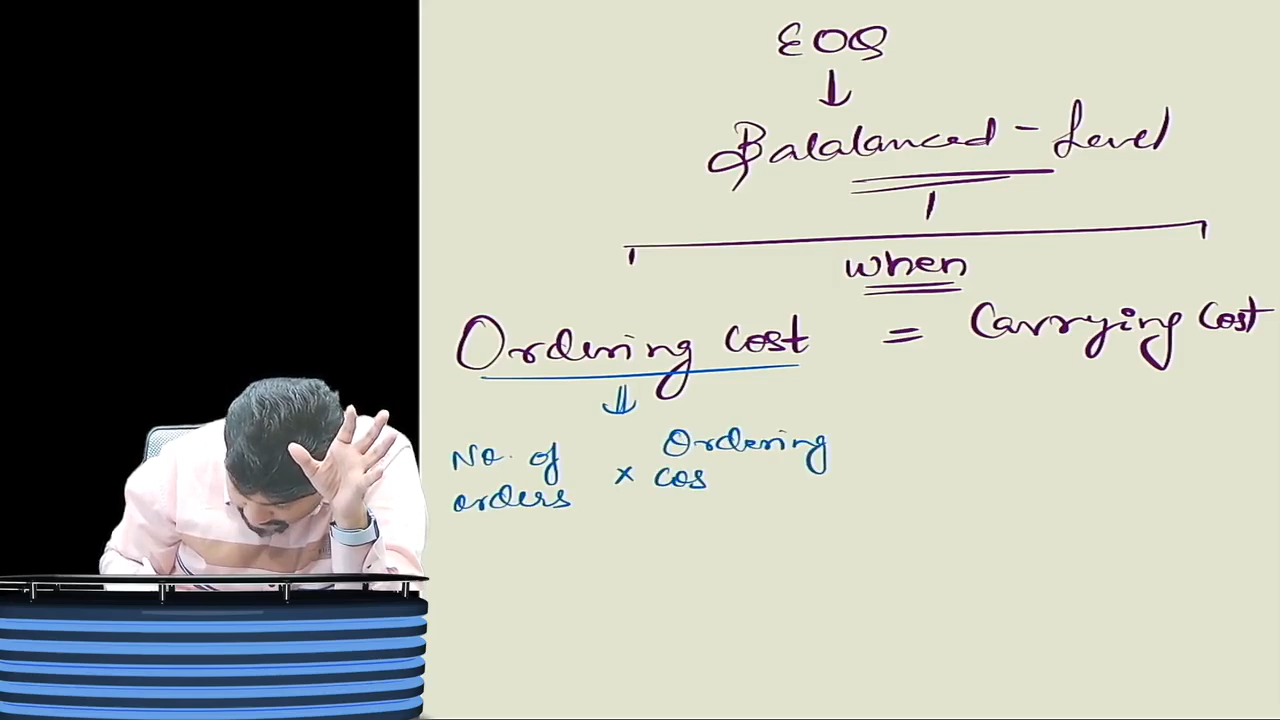 EOQ
Balalanced - Level
when
Ordering cost = Carrying Cost
No. of orders × Ordering cos